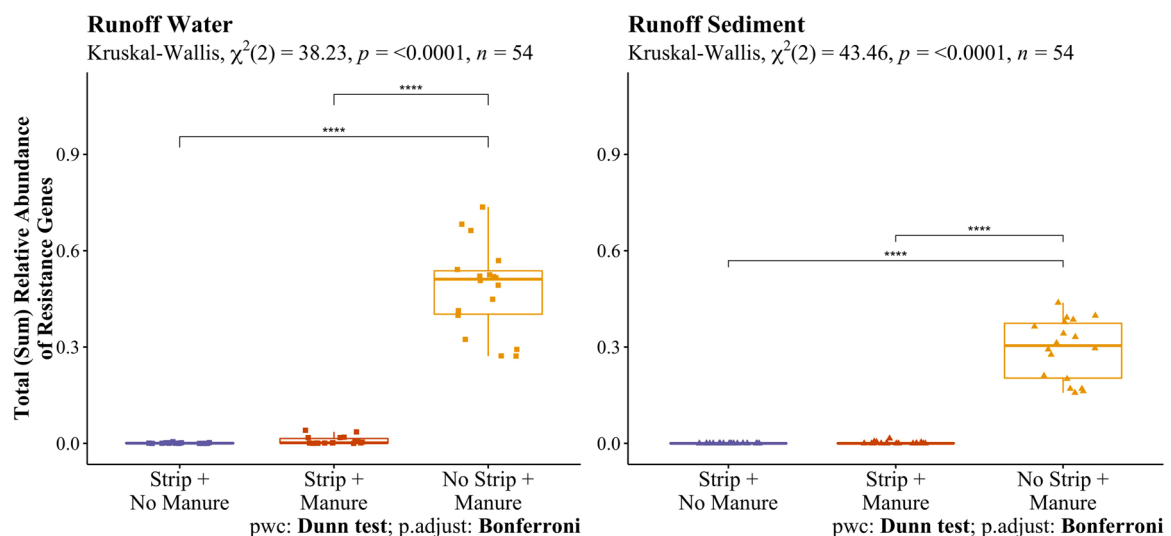 Runoff Water
Kruskal-Wallis, χ²(2) = 38.23, p = <0.0001, n = 54
Total (Sum) Relative Abundance
of Resistance Genes
0.9
0.6
0.3
0.0
****
****
Strip +
No Manure
Strip +
Manure
No Strip +
Manure
pwc: Dunn test; p.adjust: Bonferroni
Runoff Sediment
Kruskal-Wallis, χ²(2) = 43.46, p = <0.0001, n = 54
0.9
0.6
0.3
0.0
****
****
Strip +
No Manure
Strip +
Manure
No Strip +
Manure
pwc: Dunn test; p.adjust: Bonferroni